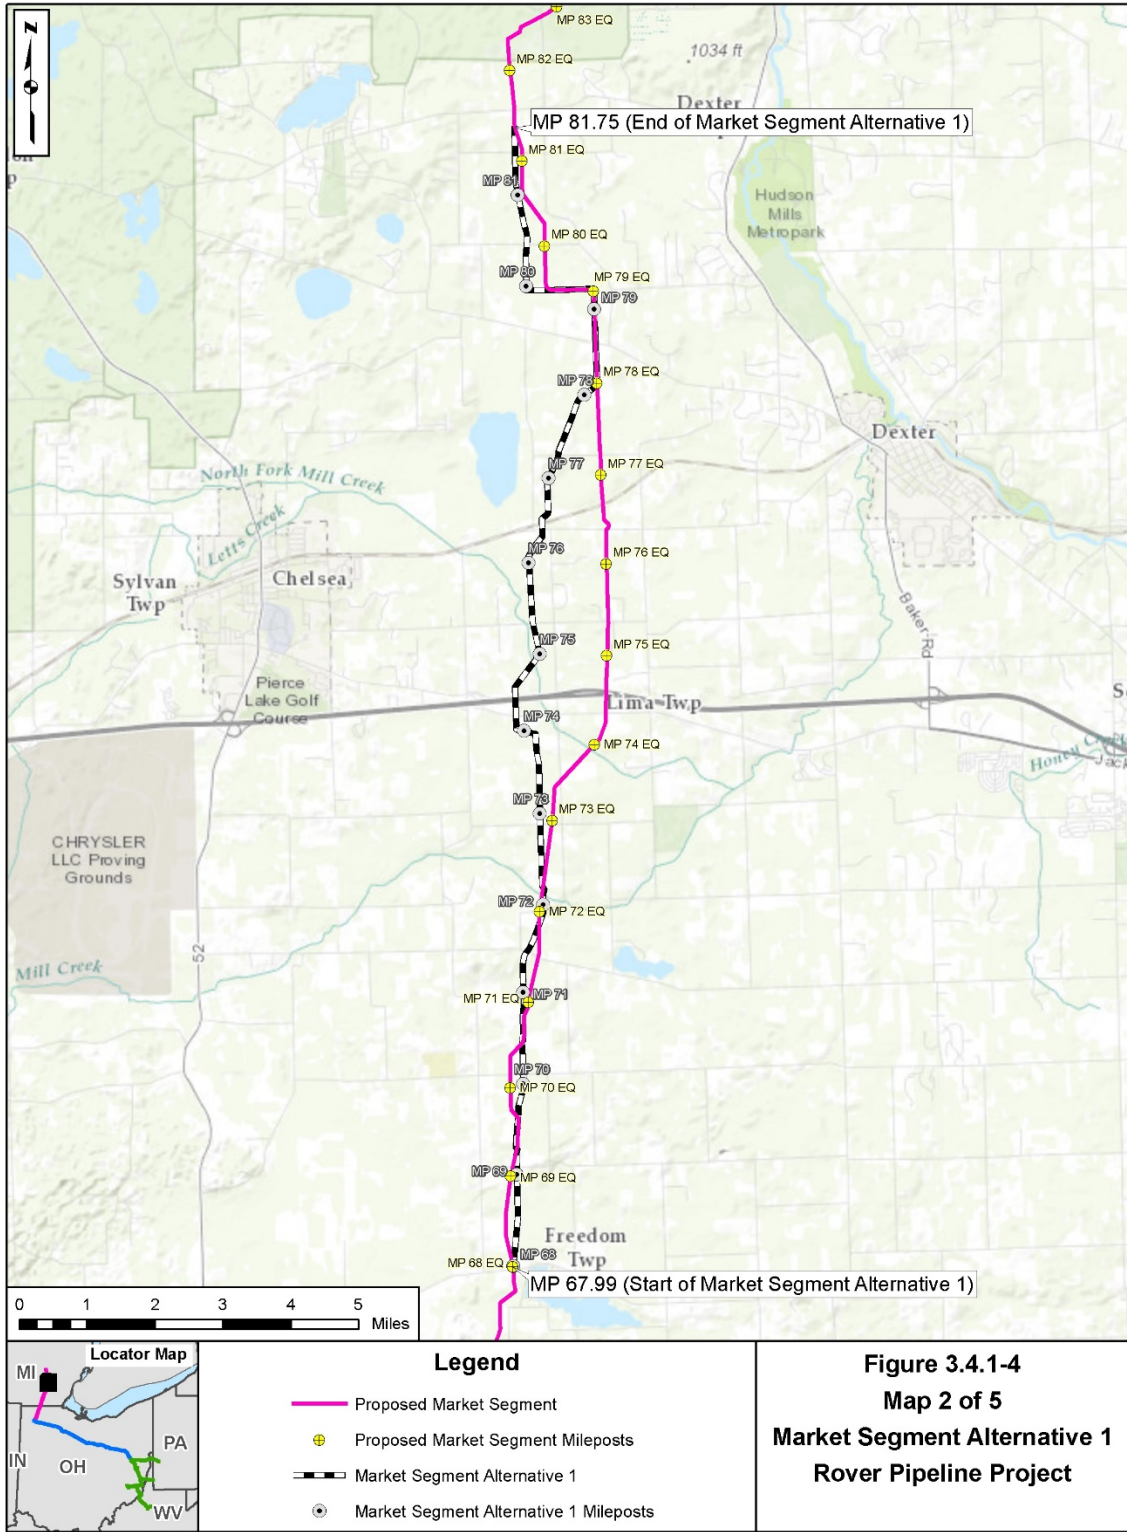 MP 83 EQ
N
1034 ft
MP 82 EQ
Dexter
MP 81.75 (End of Market Segment Alternative 1)
MP 81 EQ
MP 81
Hudson
Mills
Metropark
MP 80 EQ
MP 80
MP 79 EQ
MP 79
MP 78 EQ
MP 78
Dexter
MP 77 EQ
MP 77
North Fork Mill Creek
Letts Creek
MP 76 EQ
MP 76
Chelsea
Sylvan
Twp
Baker Rd
MP 75 EQ
MP 75
Pierce
Lake Golf
Course
Lima Twp
MP 74
MP 74 EQ
Honey Creek
Jack
MP 73
MP 73 EQ
CHRYSLER
LLC Proving
Grounds
MP 72
MP 72 EQ
52
Mill Creek
MP 71 EQ
MP 71
MP 70
MP 70 EQ
MP 69
MP 69 EQ
Freedom
Twp
MP 68 EQ
MP 68
MP 67.99 (Start of Market Segment Alternative 1)
0 1 2 3 4 5
Miles
Locator Map
MI
PA
IN
OH
WV
Legend
Proposed Market Segment
Proposed Market Segment Mileposts
Market Segment Alternative 1
Market Segment Alternative 1 Mileposts
Figure 3.4.1-4
Map 2 of 5
Market Segment Alternative 1
Rover Pipeline Project